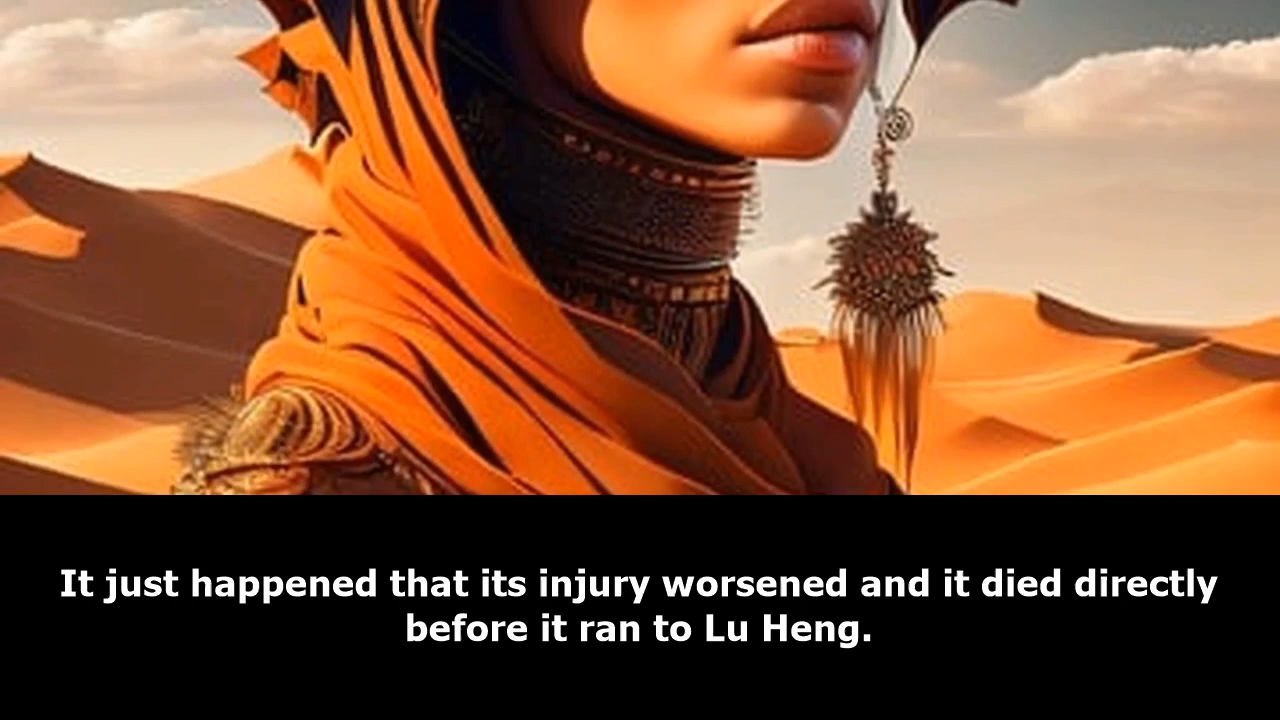 It just happened that its injury worsened and it died directly
before it ran to Lu Heng.